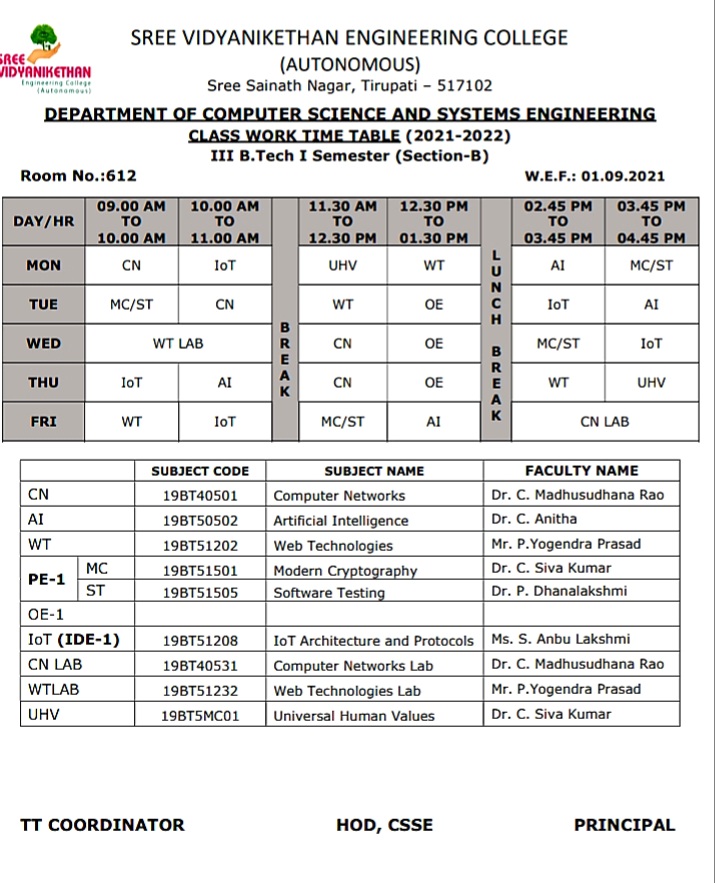 SREE
VIDYANIKETHAN
Engineering College
(Autonomous)
SREE VIDYANIKETHAN ENGINEERING COLLEGE
(AUTONOMOUS)
Sree Sainath Nagar, Tirupati – 517102
DEPARTMENT OF COMPUTER SCIENCE AND SYSTEMS ENGINEERING
CLASS WORK TIME TABLE (2021-2022)
III B.Tech I Semester (Section-B)
Room No.:612 W.E.F.: 01.09.2021
DAY/HR 09.00 AM TO 10.00 AM 10.00 AM TO 11.00 AM BREAK 11.30 AM TO 12.30 PM 12.30 PM TO 01.30 PM LUNCH BREAK 02.45 PM TO 03.45 PM 03.45 PM TO 04.45 PM
MON CN IoT UHV WT AI MC/ST
TUE MC/ST CN WT OE IoT AI
WED WT LAB CN OE MC/ST IoT
THU IoT AI CN OE WT UHV
FRI WT IoT MC/ST AI CN LAB
SUBJECT CODE SUBJECT NAME FACULTY NAME
CN 19BT40501 Computer Networks Dr. C. Madhusudhana Rao
AI 19BT50502 Artificial Intelligence Dr. C. Anitha
WT 19BT51202 Web Technologies Mr. P.Yogendra Prasad
PE-1 MC 19BT51501 Modern Cryptography Dr. C. Siva Kumar
ST 19BT51505 Software Testing Dr. P. Dhanalakshmi
OE-1
IoT (IDE-1) 19BT51208 IoT Architecture and Protocols Ms. S. Anbu Lakshmi
CN LAB 19BT40531 Computer Networks Lab Dr. C. Madhusudhana Rao
WTLAB 19BT51232 Web Technologies Lab Mr. P.Yogendra Prasad
UHV 19BT5MC01 Universal Human Values Dr. C. Siva Kumar
TT COORDINATOR HOD, CSSE PRINCIPAL